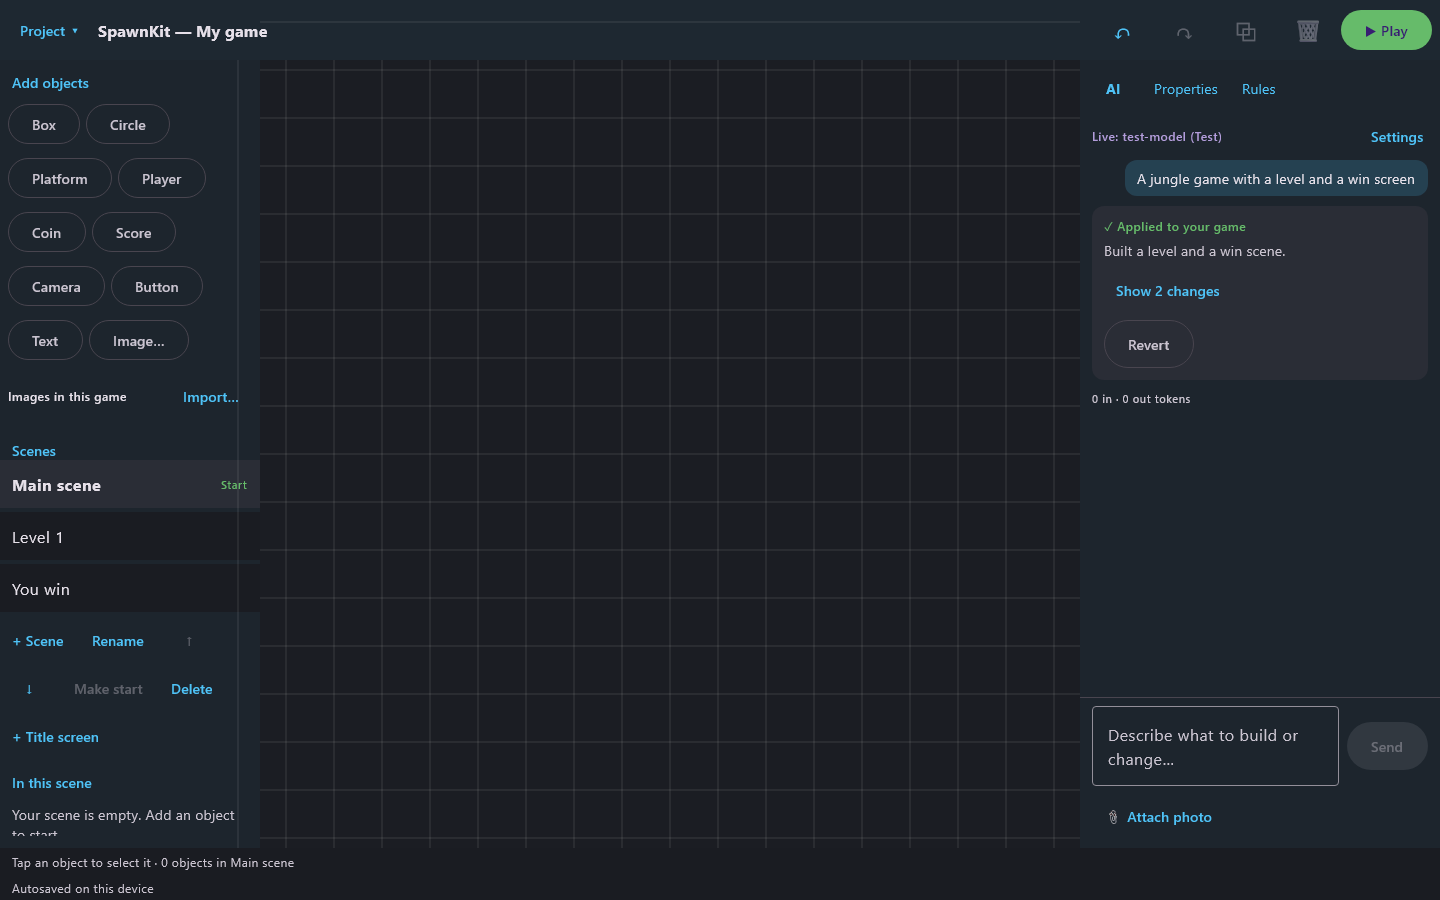 Project ▾ SpawnKit — My game
▶ Play
Add objects
Box Circle
Platform Player
Coin Score
Camera Button
Text Image...
Images in this game Import...
Scenes
Main scene Start
Level 1
You win
+ Scene Rename ↑
↓ Make start Delete
+ Title screen
In this scene
Your scene is empty. Add an object
to start
AI Properties Rules
Live: test-model (Test) Settings
A jungle game with a level and a win screen
✓ Applied to your game
Built a level and a win scene.
Show 2 changes
Revert
0 in · 0 out tokens
Describe what to build or
change...
Send
Attach photo
Tap an object to select it · 0 objects in Main scene
Autosaved on this device